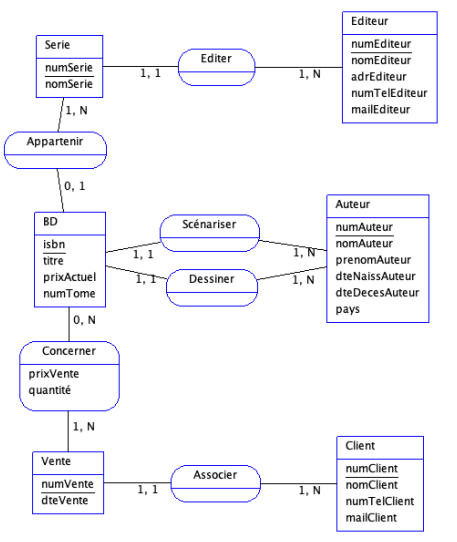 Editeur
numEditeur
nomEditeur
adrEditeur
numTelEditeur
mailEditeur
Serie
numSerie
nomSerie
Editer
1, 1
1, N
1, N
Appartenir
0, 1
BD
isbn
titre
prixActuel
numTome
Scénariser
1, 1
1, N
Dessiner
1, 1
1, N
Auteur
numAuteur
nomAuteur
prenomAuteur
dteNaissAuteur
dteDecesAuteur
pays
0, N
Concerner
prixVente
quantité
1, N
Vente
numVente
dteVente
1, 1
Associer
1, N
Client
numClient
nomClient
numTelClient
mailClient